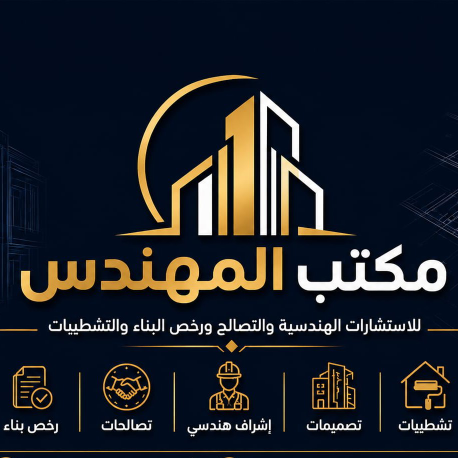 مكتب المهندس
للاستشارات الهندسية والتصالح ورخص البناء والتشطيبات
تشطيبات
تصميمات
إشراف هندسي
تصالحات
رخص بناء